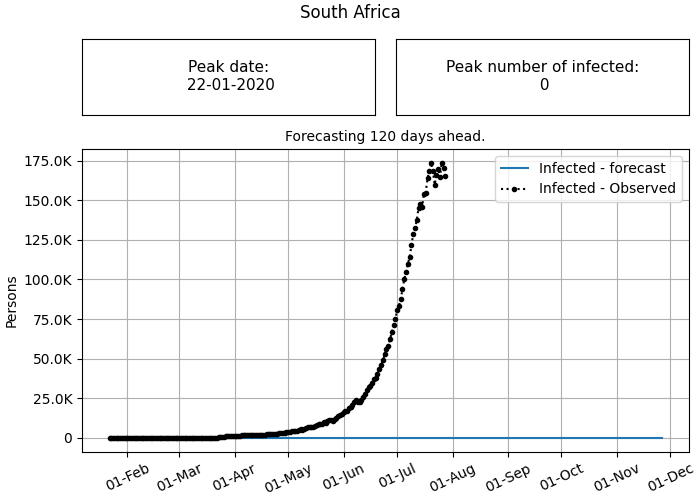 South Africa
Peak date:
22-01-2020
Peak number of infected:
0
Forecasting 120 days ahead.
Infected - forecast
Infected - Observed
175.0K
150.0K
125.0K
100.0K
75.0K
50.0K
25.0K
0
Persons
01-Feb
01-Mar
01-Apr
01-May
01-Jun
01-Jul
01-Aug
01-Sep
01-Oct
01-Nov
01-Dec